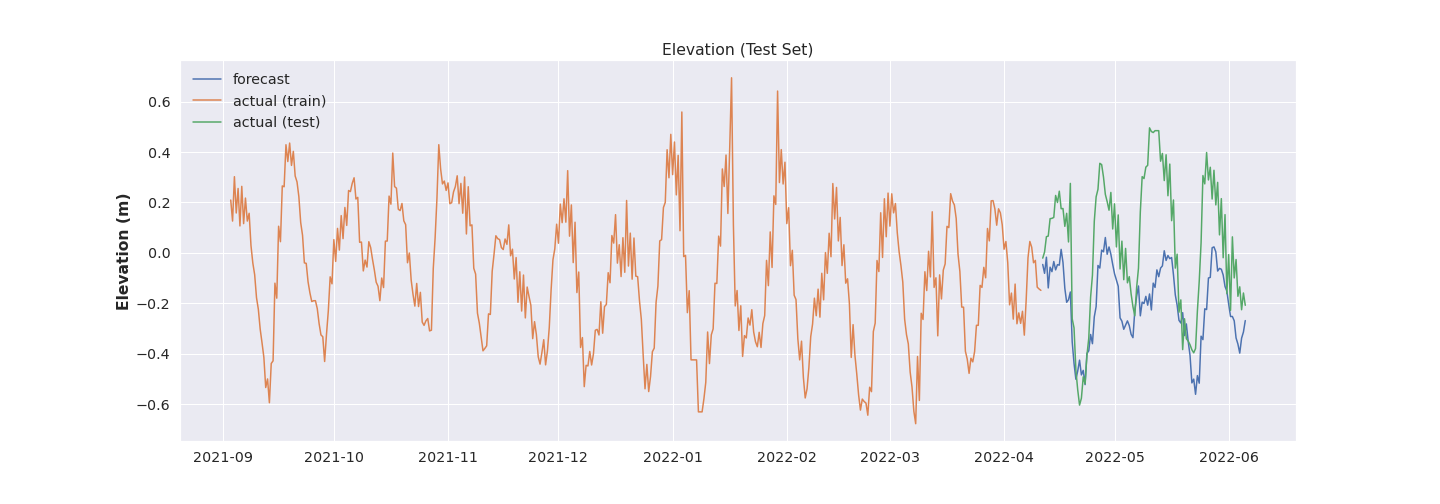 Elevation (Test Set)
forecast
actual (train)
actual (test)
Elevation (m)
0.6
0.4
0.2
0.0
−0.2
−0.4
−0.6
2021-09 2021-10 2021-11 2021-12 2022-01 2022-02 2022-03 2022-04 2022-05 2022-06